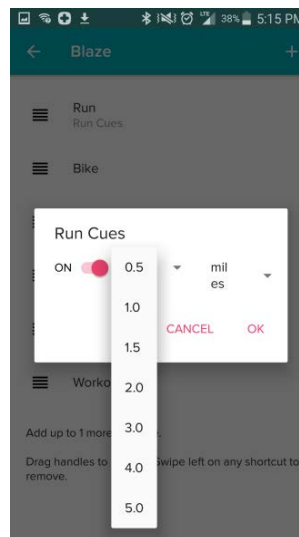 38% 5:15 PM
Blaze
Run
Run Cues
Bike
Run Cues
ON
0.5
mil
es
1.0
CANCEL
OK
1.5
Worko
2.0
Add up to 1 more
3.0
Drag handles to
Swipe left on any shortcut to
remove.
4.0
5.0